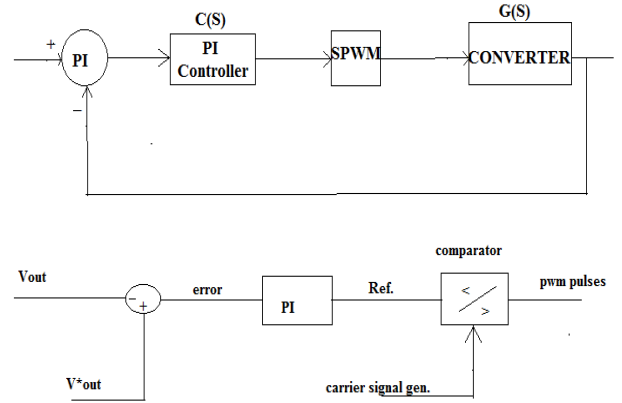 C(S)
G(S)
+
PI
PI
Controller
SPWM
CONVERTER
−
comparator
Vout
−
+
error
PI
Ref.
<
>
pwm pulses
V*out
carrier signal gen.